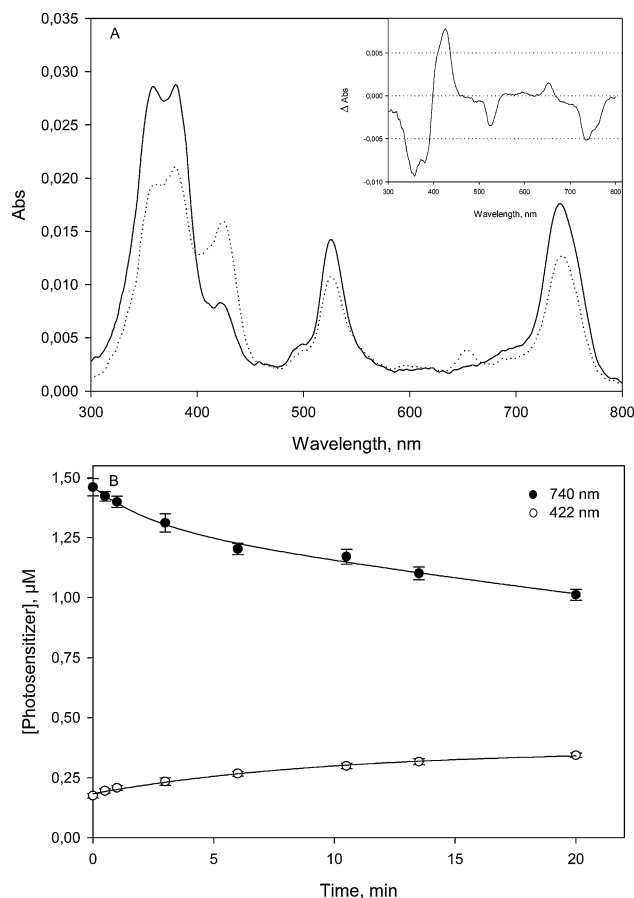 A
0,035
0,030
0,025
0,020
0,015
0,010
0,005
0,000
Abs
300 400 500 600 700 800
Wavelength, nm
0,005
0,000
-0,005
-0,010
Δ Abs
300 400 500 600 700 800
Wavelength, nm
B
1,50
1,25
1,00
0,75
0,50
0,25
0,00
[Photosensitizer], µM
740 nm
422 nm
0 5 10 15 20
Time, min